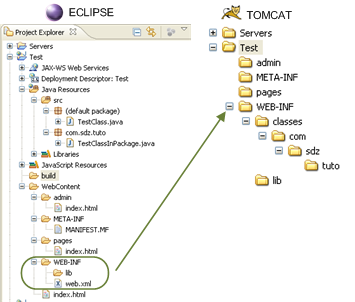 ECLIPSE
Project Explorer
Servers
Test
JAX-WS Web Services
Deployment Descriptor: Test
Java Resources
src
(default package)
TestClass.java
com.sdz.tuto
TestClassInPackage.java
Libraries
JavaScript Resources
build
WebContent
admin
index.html
META-INF
MANIFEST.MF
pages
index.html
WEB-INF
lib
web.xml
index.html
TOMCAT
Servers
Test
admin
META-INF
pages
WEB-INF
classes
com
sdz
tuto
lib